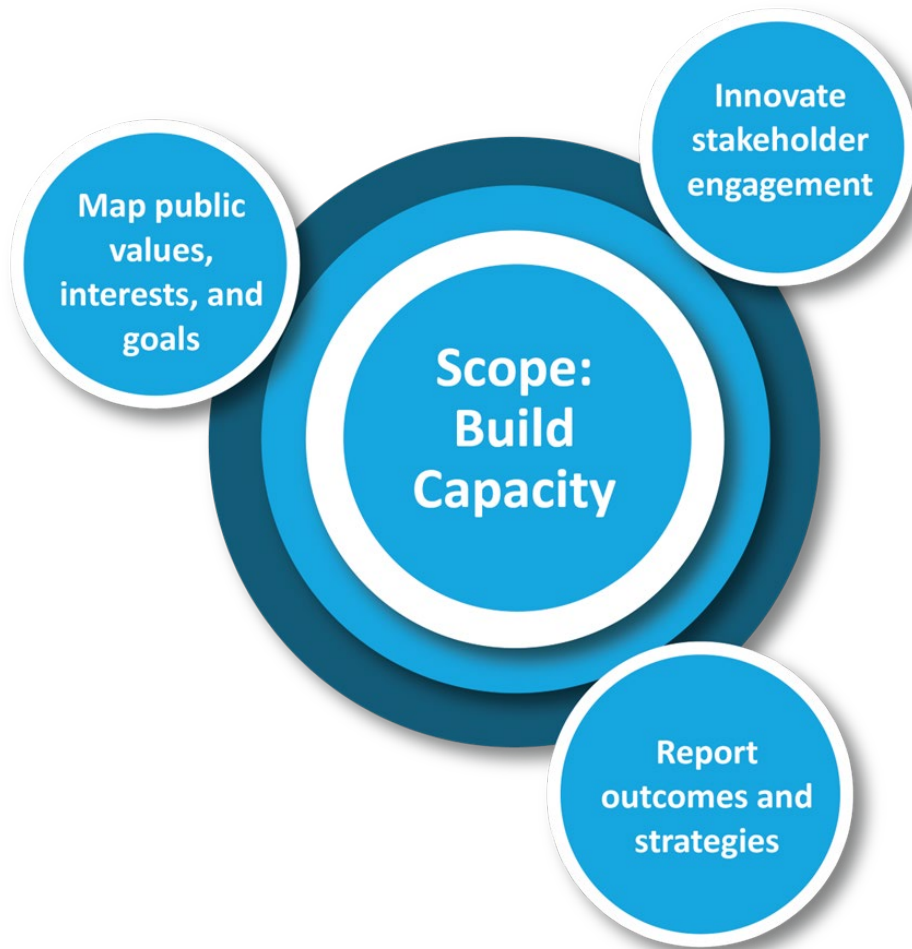 Innovate
stakeholder
engagement
Map public
values,
interests, and
goals
Scope:
Build
Capacity
Report
outcomes and
strategies